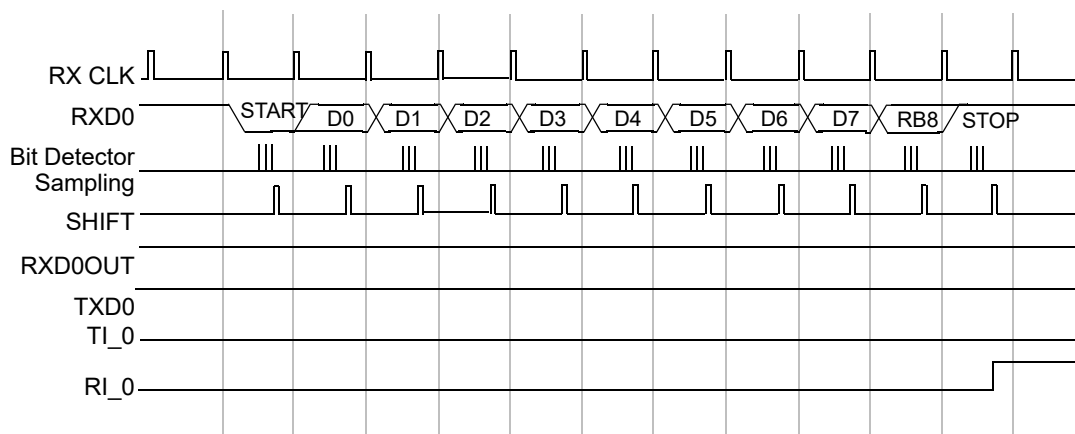 RX CLK
RXD0 START D0 D1 D2 D3 D4 D5 D6 D7 RB8 STOP
Bit Detector
Sampling
SHIFT
RXD0OUT
TXD0
TI_0
RI_0